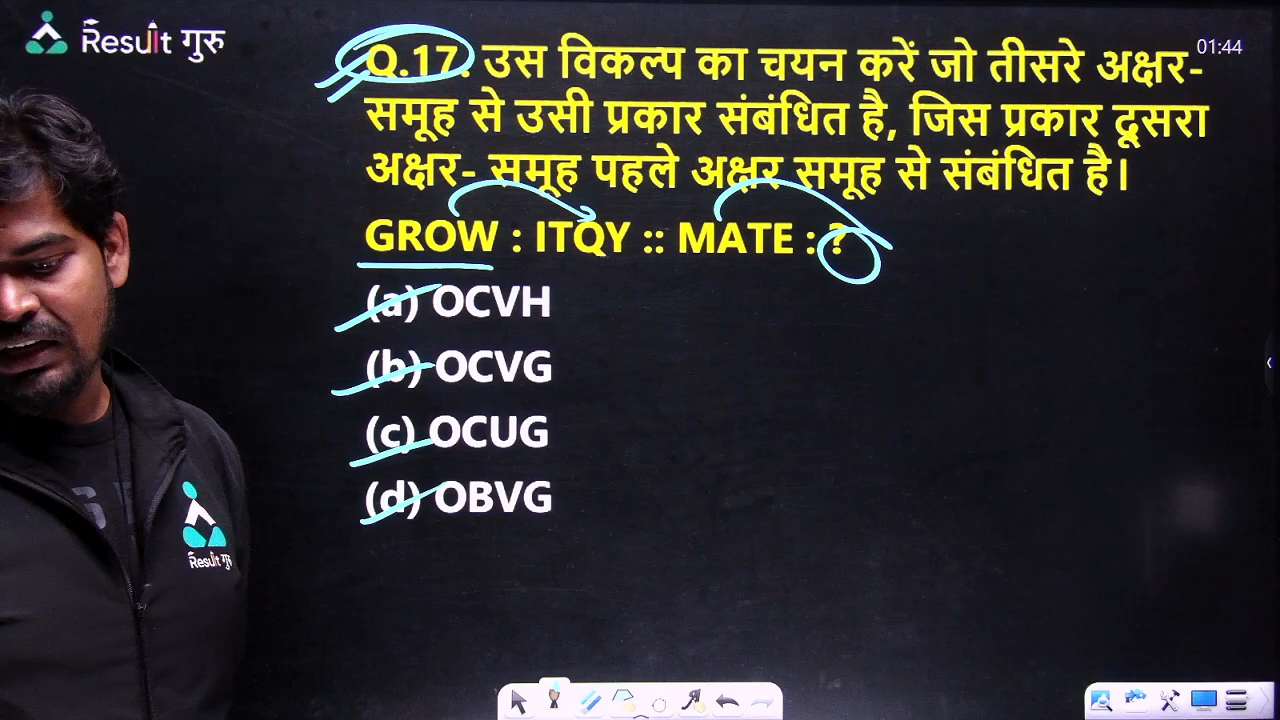 Result गुरु
01:44
Q.17. उस विकल्प का चयन करें जो तीसरे अक्षर-
समूह से उसी प्रकार संबंधित है, जिस प्रकार दूसरा
अक्षर- समूह पहले अक्षर समूह से संबंधित है।
GROW : ITQY :: MATE : ?
(a) OCVH
(b) OCVG
(c) OCUG
(d) OBVG
Result गुरु